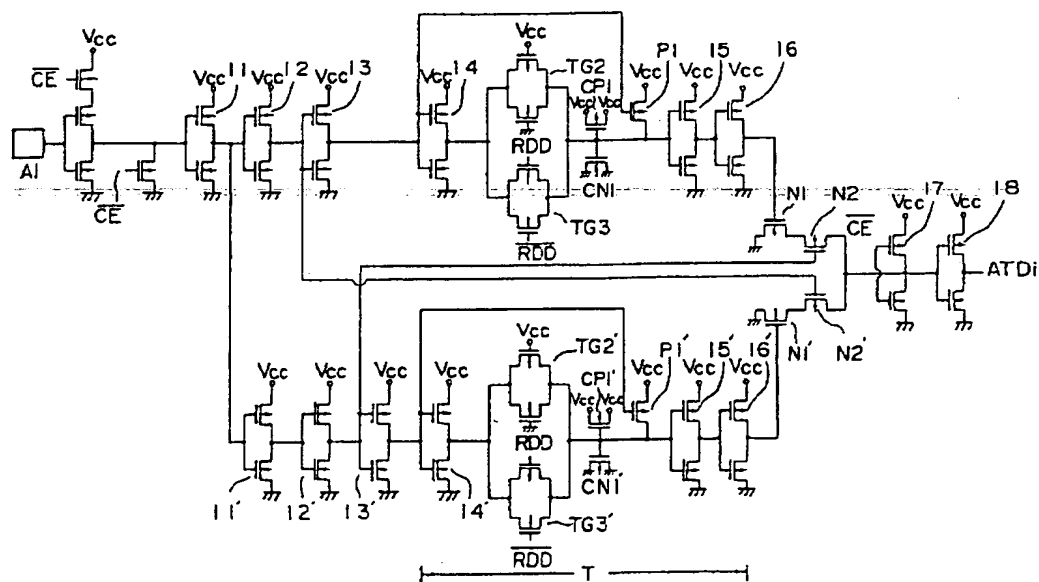 Vcc
CE
Vcc 11
Vcc 12
Vcc 13
Vcc 14
Vcc
TG2
CP1
Vcc Vcc
P1
Vcc
15
Vcc
16
Vcc
AI
CE
RDD
CN1
TG3
RDD
N1
N2
CE
Vcc
17
Vcc
18
ATDi
N1'
N2'
Vcc
Vcc
Vcc
Vcc
Vcc
TG2'
CP1'
Vcc Vcc
P1'
Vcc
15'
Vcc
16'
Vcc
RDD
CN1'
11'
12'
13'
14'
TG3'
RDD
T